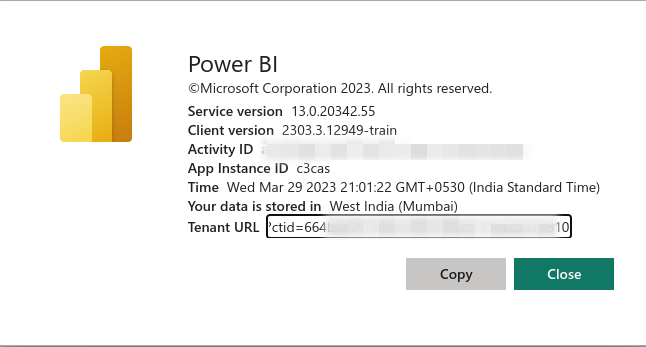 Power BI
©Microsoft Corporation 2023. All rights reserved.
Service version 13.0.20342.55
Client version 2303.3.12949-train
Activity ID
App Instance ID c3cas
Time Wed Mar 29 2023 21:01:22 GMT+0530 (India Standard Time)
Your data is stored in West India (Mumbai)
Tenant URL ?ctid=664 10
Copy Close